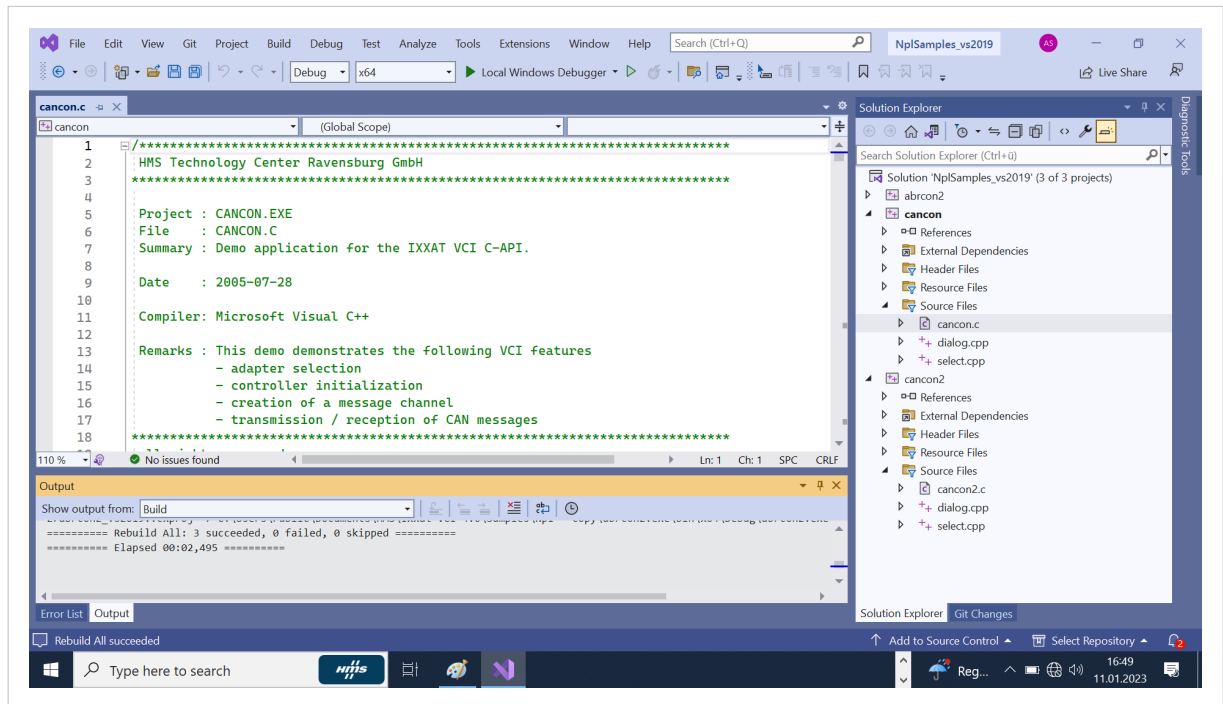 File Edit View Git Project Build Debug Test Analyze Tools Extensions Window Help Search (Ctrl+Q) NplSamples_vs2019 AS
Debug x64 Local Windows Debugger Live Share
cancon.c
cancon (Global Scope)
1 /*****************************************************************************
2 HMS Technology Center Ravensburg GmbH
3 ******************************************************************************
4
5 Project : CANCON.EXE
6 File : CANCON.C
7 Summary : Demo application for the IXXAT VCI C-API.
8
9 Date : 2005-07-28
10
11 Compiler: Microsoft Visual C++
12
13 Remarks : This demo demonstrates the following VCI features
14 - adapter selection
15 - controller initialization
16 - creation of a message channel
17 - transmission / reception of CAN messages
18 ******************************************************************************
110 % No issues found Ln: 1 Ch: 1 SPC CRLF
Output
Show output from: Build
========== Rebuild All: 3 succeeded, 0 failed, 0 skipped ==========
========== Elapsed 00:02,495 ==========
Error List Output
Solution Explorer
Search Solution Explorer (Ctrl+ü)
Solution 'NplSamples_vs2019' (3 of 3 projects)
abrcon2
cancon
References
External Dependencies
Header Files
Resource Files
Source Files
cancon.c
dialog.cpp
select.cpp
cancon2
References
External Dependencies
Header Files
Resource Files
Source Files
cancon2.c
dialog.cpp
select.cpp
Solution Explorer Git Changes
Diagnostic Tools
Rebuild All succeeded Add to Source Control Select Repository 2
Type here to search HMS Reg... 16:49
11.01.2023